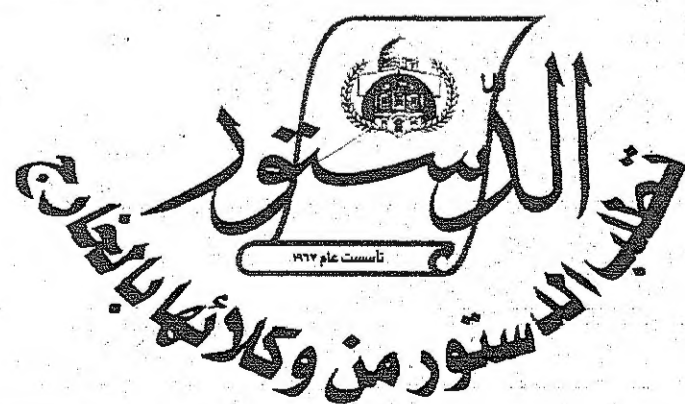 الدستور
تأسست عام ١٩٦٧
تطلب الدستور من وكلائها بالخارج